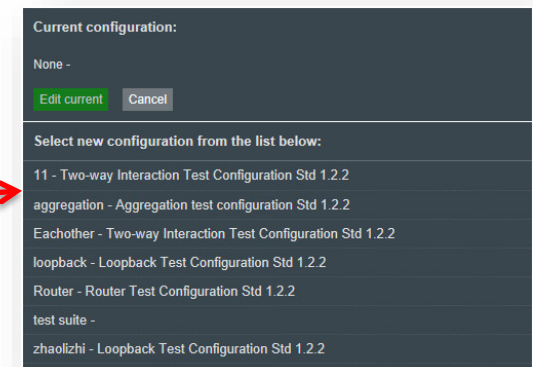 Current configuration:
None -
Edit current Cancel
Select new configuration from the list below:
11 - Two-way Interaction Test Configuration Std 1.2.2
aggregation - Aggregation test configuration Std 1.2.2
Eachother - Two-way Interaction Test Configuration Std 1.2.2
loopback - Loopback Test Configuration Std 1.2.2
Router - Router Test Configuration Std 1.2.2
test suite -
zhaolizhi - Loopback Test Configuration Std 1.2.2